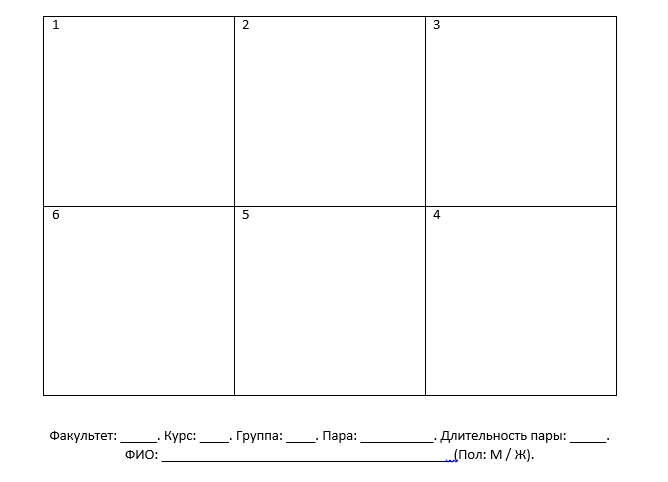 1 2 3
6 5 4
Факультет: _____. Курс: ____. Группа: ____. Пара: __________. Длительность пары: _____.
ФИО: ________________________________________ (Пол: М / Ж).